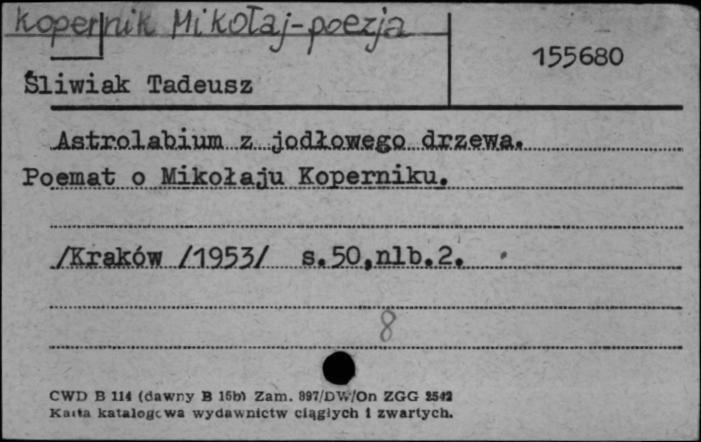 Kopernik Mikołaj-poezja
155680
Śliwiak Tadeusz
Astrolabium z jodłowego drzewa.
Poemat o Mikołaju Koperniku.
/Kraków /1953/ s.50,nlb.2.
8
CWD B 114 (dawny B 15b) Zam. 897/DW/On ZGG 2542
Karta katalogowa wydawnictw ciągłych i zwartych.